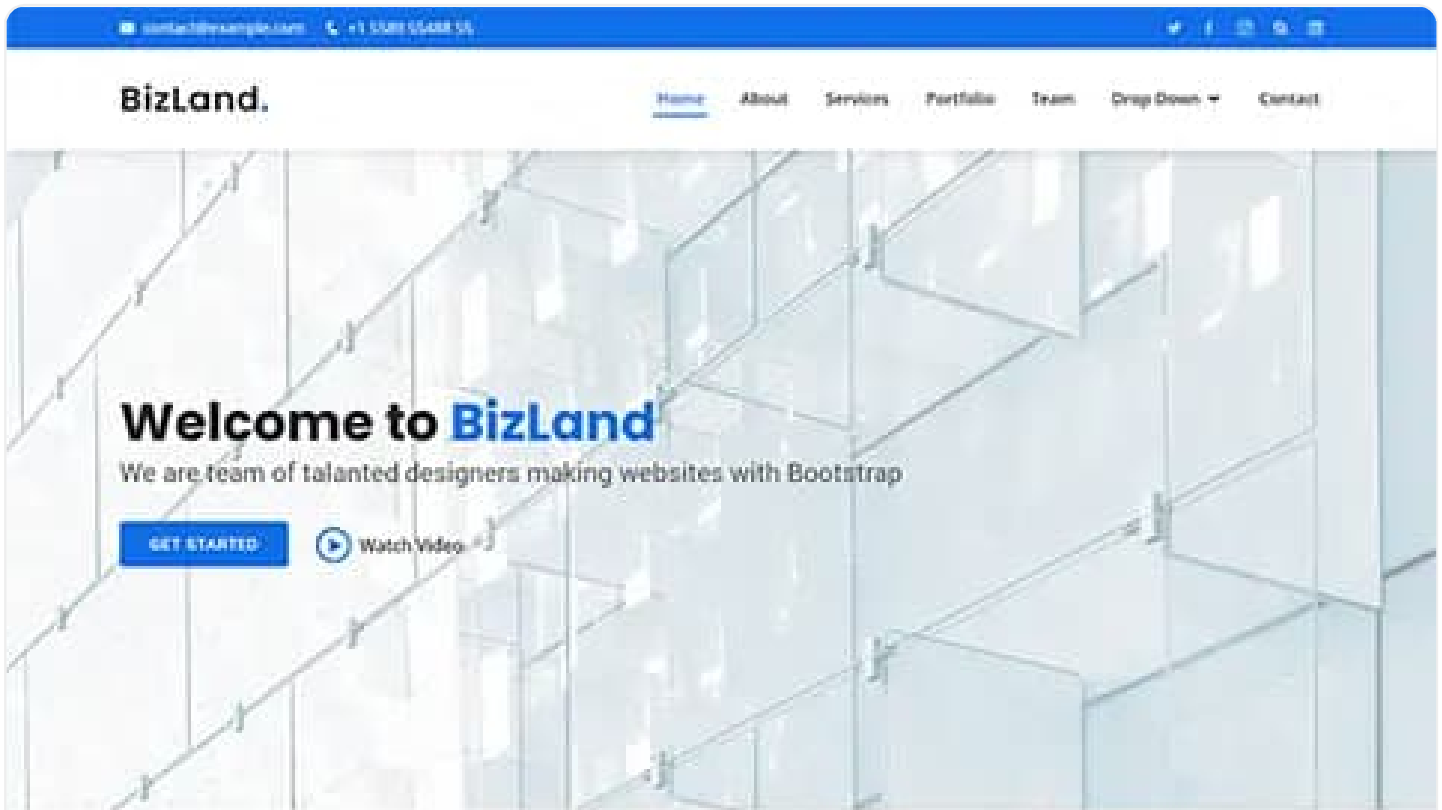 contact@example.com +1 5589 55488 55
BizLand.
Home About Services Portfolio Team Drop Down Contact
Welcome to BizLand
We are team of talanted designers making websites with Bootstrap
GET STARTED Watch Video